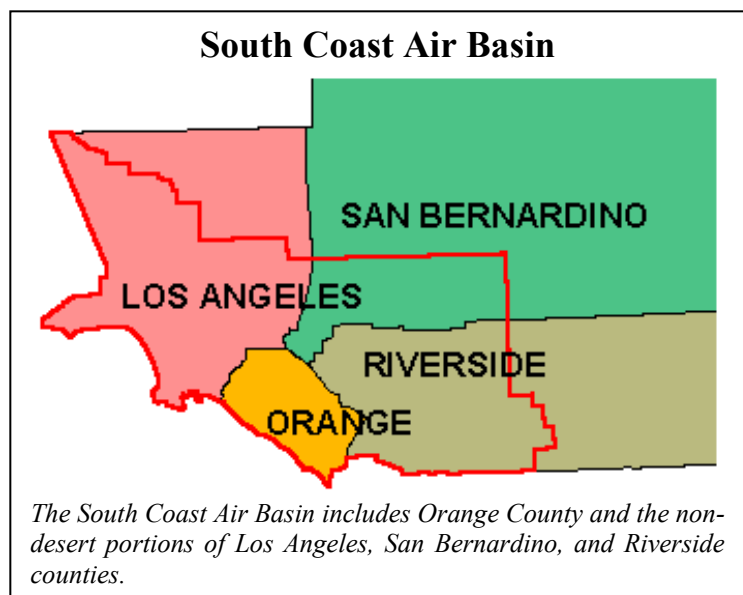 South Coast Air Basin
SAN BERNARDINO
LOS ANGELES
RIVERSIDE
ORANGE
The South Coast Air Basin includes Orange County and the non-
desert portions of Los Angeles, San Bernardino, and Riverside
counties.